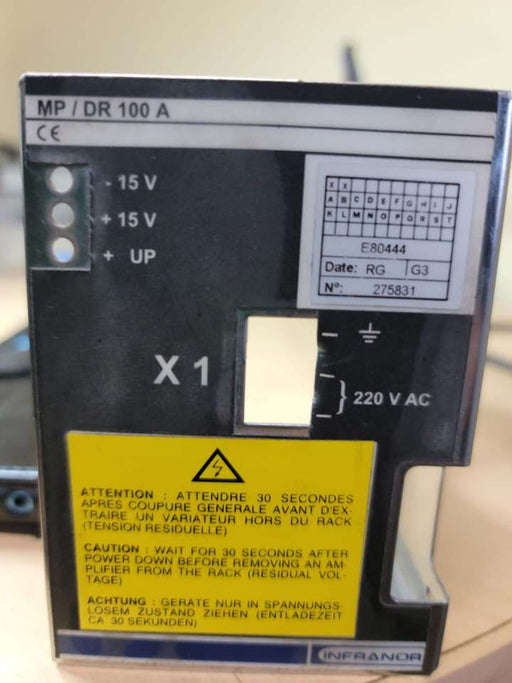 MP / DR 100 A
CE
- 15 V
+ 15 V
+ UP
X X
A B C D E F G H I J
K L M N O P Q R S T
E80444
Date: RG G3
Nº: 275831
X 1
} 220 V AC
ATTENTION : ATTENDRE 30 SECONDES
APRES COUPURE GENERALE AVANT D'EX-
TRAIRE UN VARIATEUR HORS DU RACK
(TENSION RESIDUELLE)
CAUTION : WAIT FOR 30 SECONDS AFTER
POWER DOWN BEFORE REMOVING AN AM-
PLIFIER FROM THE RACK (RESIDUAL VOL-
TAGE)
ACHTUNG : GERÄTE NUR IN SPANNUNGS-
LOSEM ZUSTAND ZIEHEN (ENTLADEZEIT
CA. 30 SEKUNDEN)
INFRANOR